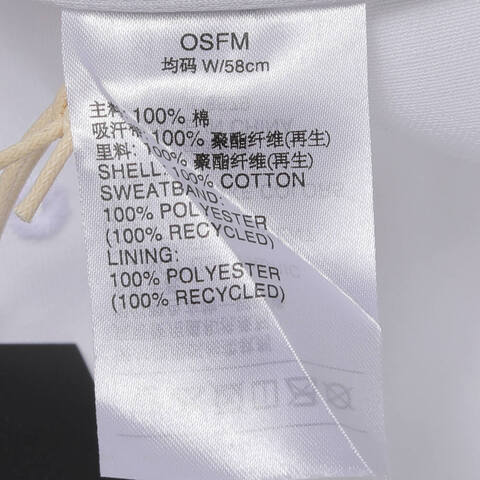 OSFM
均码 W/58cm
主料: 100% 棉
吸汗布: 100% 聚酯纤维(再生)
里料: 100% 聚酯纤维(再生)
SHELL: 100% COTTON
SWEATBAND:
100% POLYESTER
(100% RECYCLED)
LINING:
100% POLYESTER
(100% RECYCLED)